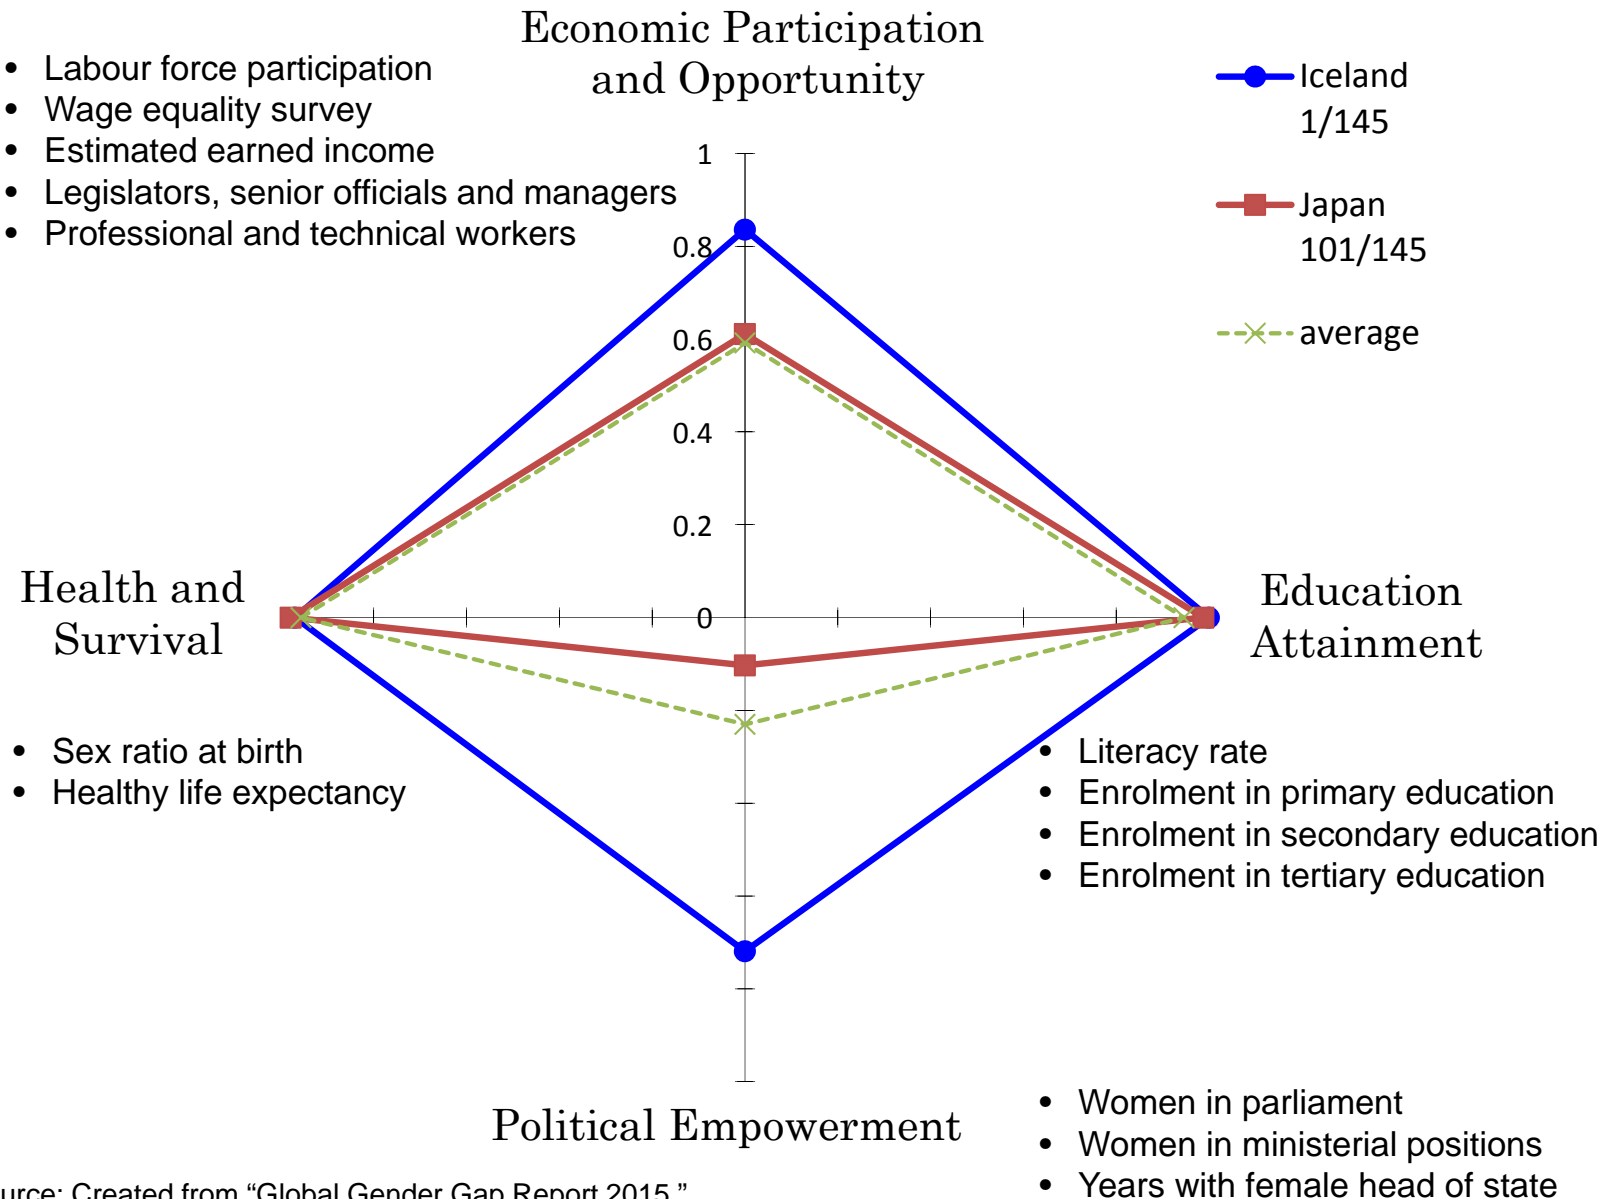 Economic Participation
and Opportunity
• Labour force participation
• Wage equality survey
• Estimated earned income
• Legislators, senior officials and managers
• Professional and technical workers
Iceland
1/145
Japan
101/145
average
1
0.8
0.6
0.4
0.2
0
Health and
Survival
Education
Attainment
• Sex ratio at birth
• Healthy life expectancy
• Literacy rate
• Enrolment in primary education
• Enrolment in secondary education
• Enrolment in tertiary education
Political Empowerment
• Women in parliament
• Women in ministerial positions
• Years with female head of state
urce: Created from “Global Gender Gap Report 2015 ”